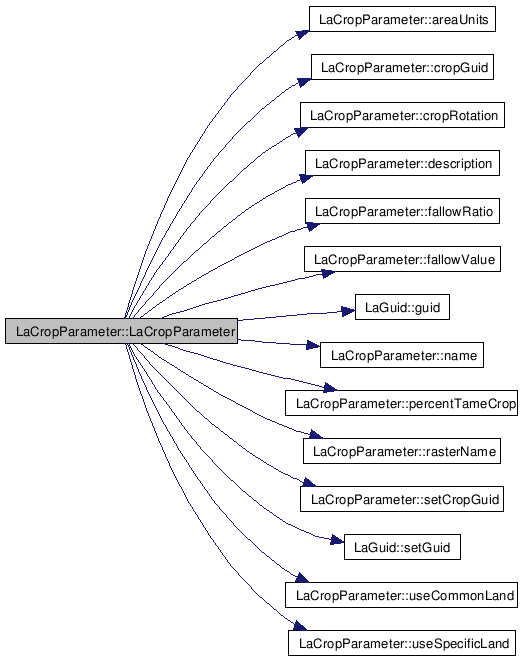 LaCropParameter::areaUnits
LaCropParameter::cropGuid
LaCropParameter::cropRotation
LaCropParameter::description
LaCropParameter::fallowRatio
LaCropParameter::fallowValue
LaGuid::guid
LaCropParameter::LaCropParameter
LaCropParameter::name
LaCropParameter::percentTameCrop
LaCropParameter::rasterName
LaCropParameter::setCropGuid
LaGuid::setGuid
LaCropParameter::useCommonLand
LaCropParameter::useSpecificLand